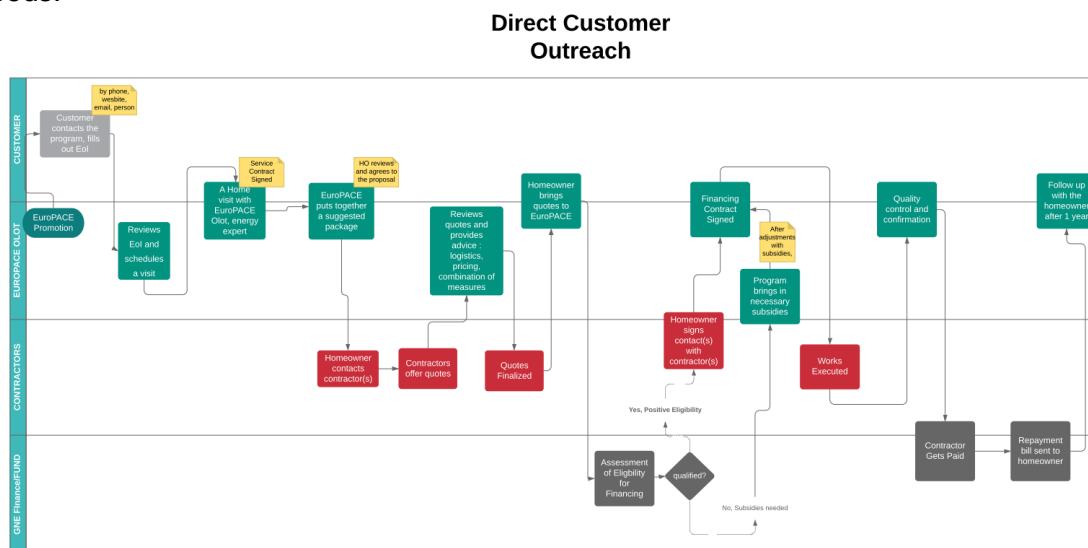 Direct Customer
Outreach
CUSTOMER
EUROPACE OLOT
CONTRACTORS
GNE FInance/FUND
by phone,
wesbite,
email, person
Customer
contacts the
program, fills
out EoI
EuroPACE
Promotion
Reviews
EoI and
schedules
a visit
Service
Contract
Signed
A Home
visit with
EuroPACE
Olot, energy
expert
HO reviews
and agrees to
the proposal
EuroPACE
puts together
a suggested
package
Homeowner
contacts
contractor(s)
Contractors
offer quotes
Reviews
quotes and
provides
advice :
logistics,
pricing,
combination of
measures
Quotes
Finalized
Homeowner
brings
quotes to
EuroPACE
Assessment
of Eligbility
for
Financing
qualified?
Yes, Positive Eligibility
No, Subsidies needed
Homeowner
signs
contact(s)
with
contractor(s)
Financing
Contract
Signed
After
adjustments
with
subsidies,
Program
brings in
necessary
subsidies
Works
Executed
Quality
control and
confirmation
Contractor
Gets Paid
Repayment
bill sent to
homeowner
Follow up
with the
homeowner
after 1 year